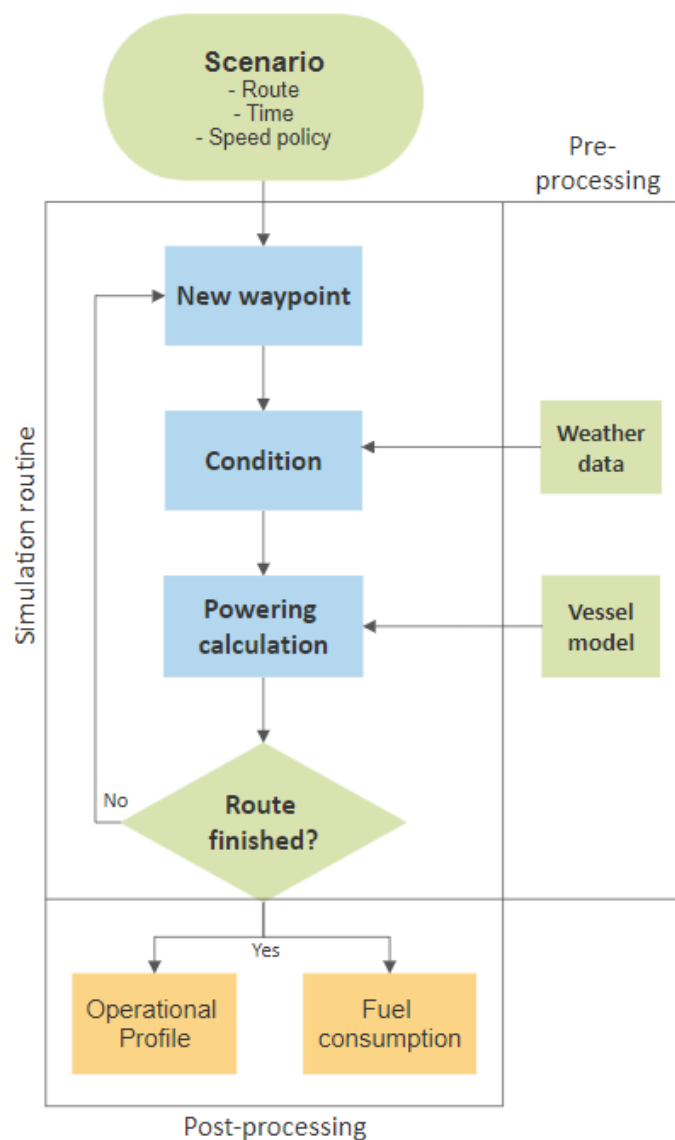 Scenario
- Route
- Time
- Speed policy
Pre-
processing
New waypoint
Condition
Weather
data
Simulation routine
Powering
calculation
Vessel
model
Route
finished?
No
Yes
Operational
Profile
Fuel
consumption
Post-processing